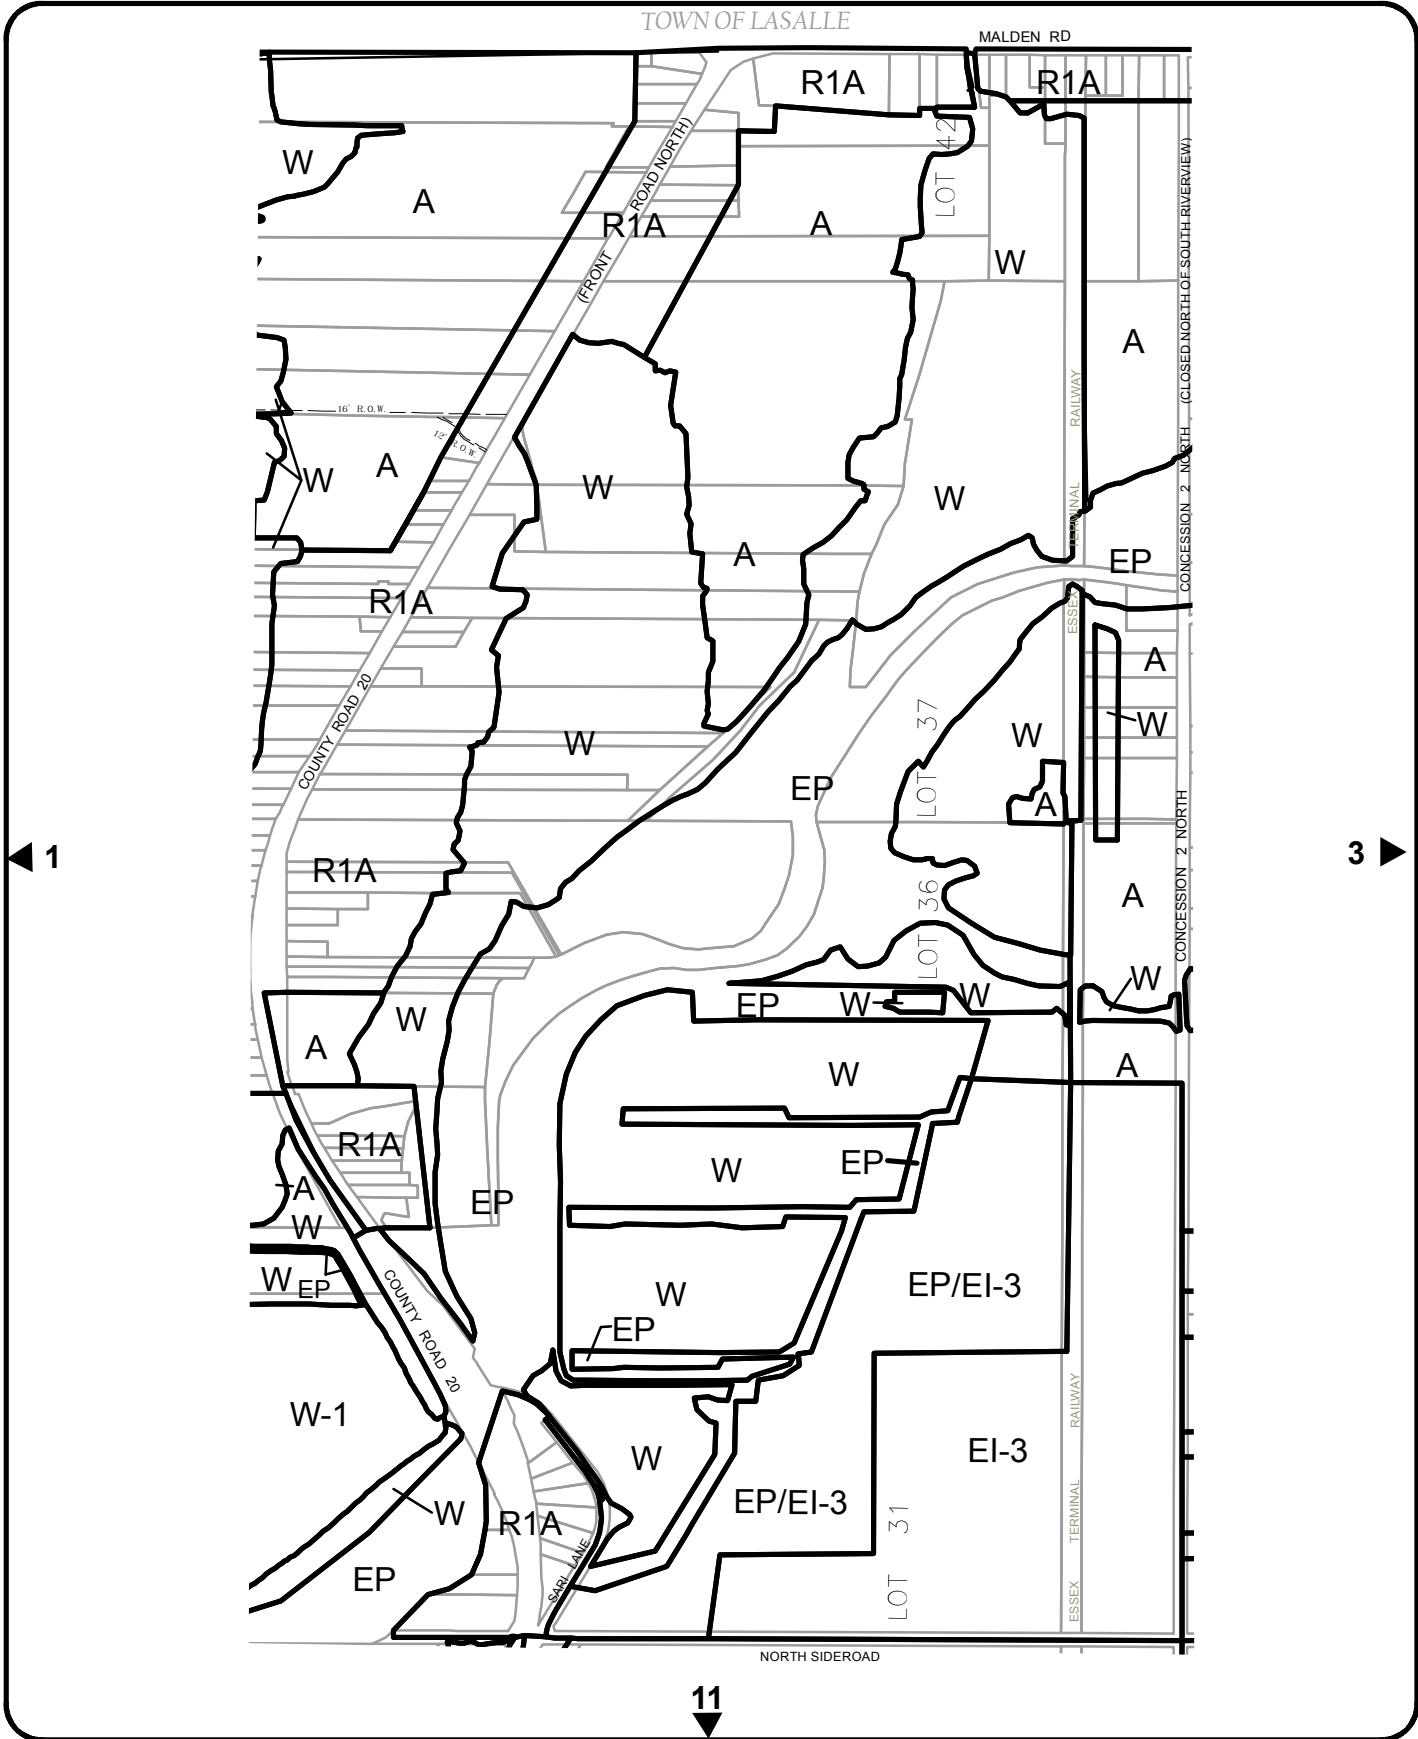 TOWN OF LASALLE
MALDEN RD
R1A
R1A
W
A
R1A
(FRONT ROAD NORTH)
A
LOT 42
W
A
CONCESSION 2 NORTH (CLOSED NORTH OF SOUTH RIVERVIEW)
16' R.O.W.
12' R.O.W.
W
A
W
A
W
ESSEX TERMINAL RAILWAY
EP
R1A
A
COUNTY ROAD 20
W
EP
LOT 37
W
A
W
CONCESSION 2 NORTH
1
3
R1A
LOT 36
A
W
A
W
EP
W
W
W
A
R1A
W
EP
A
W
EP
W
EP
W
EP
EP/EI-3
COUNTY ROAD 20
W-1
W
EP
R1A
SARI LANE
W
EP/EI-3
EI-3
LOT 31
ESSEX TERMINAL RAILWAY
NORTH SIDEROAD
11